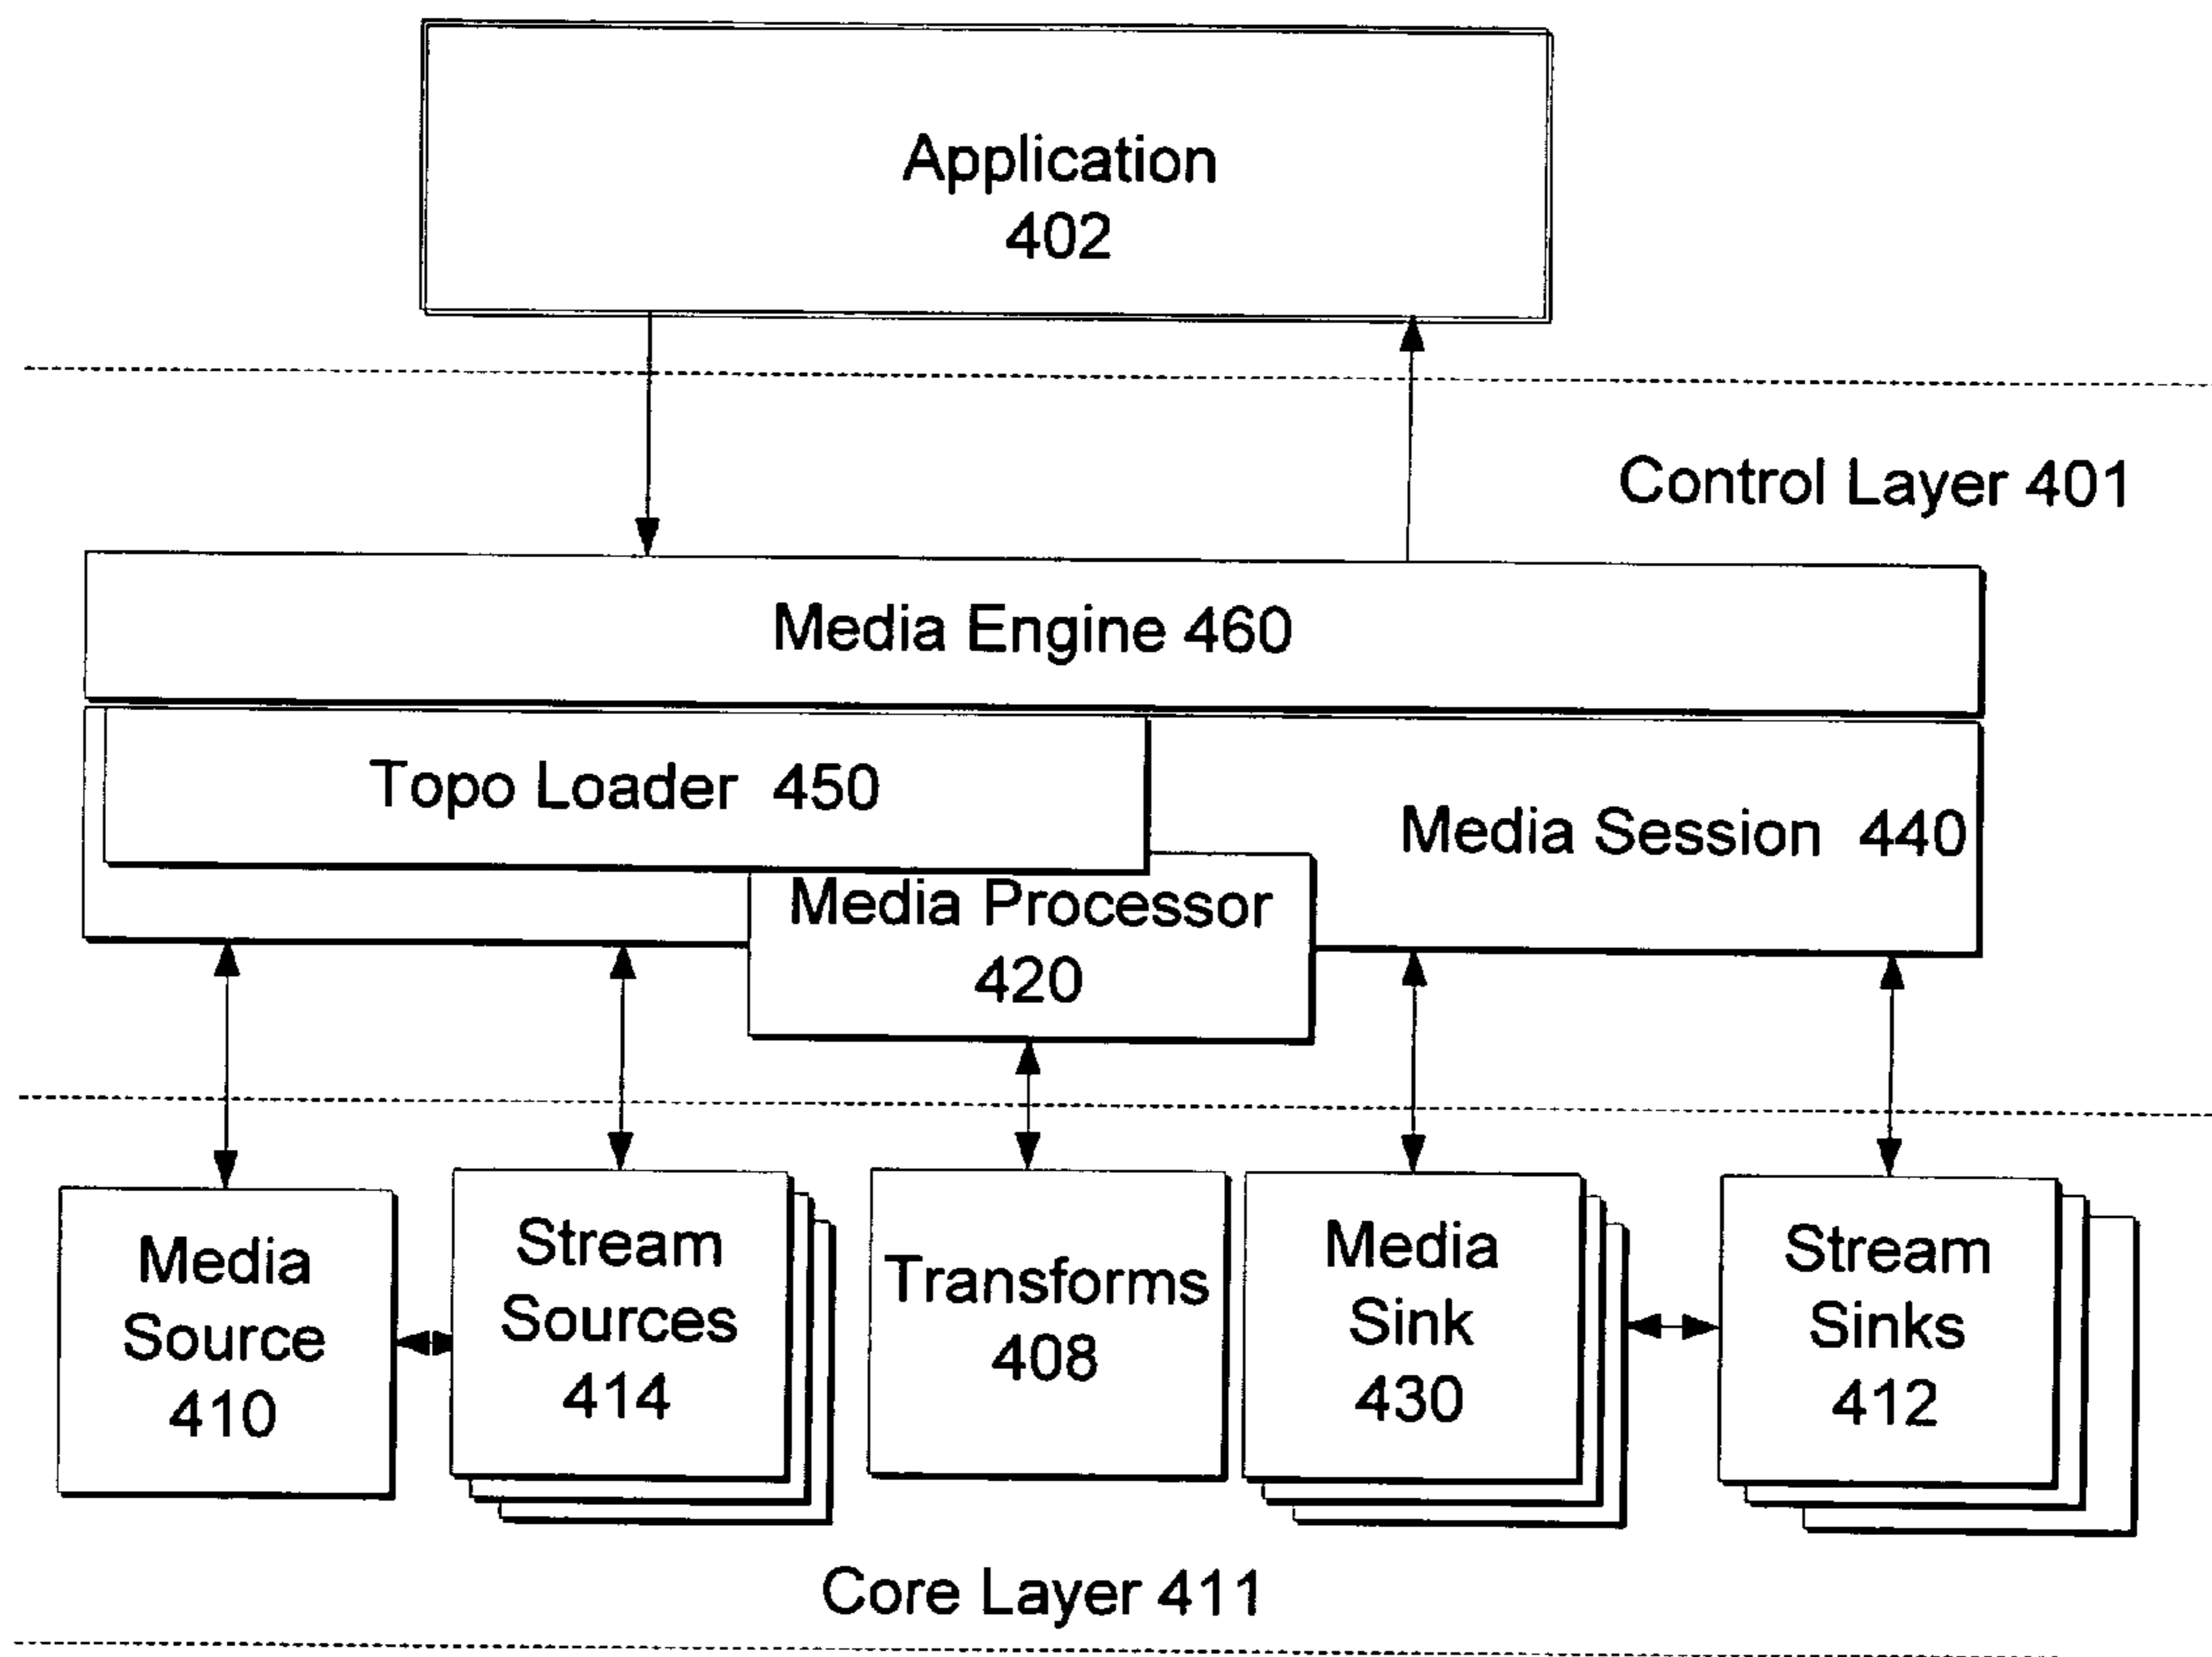 Application
402
Control Layer 401
Media Engine 460
Topo Loader 450
Media Session 440
Media Processor
420
Media
Source
410
Stream
Sources
414
Transforms
408
Media
Sink
430
Stream
Sinks
412
Core Layer 411